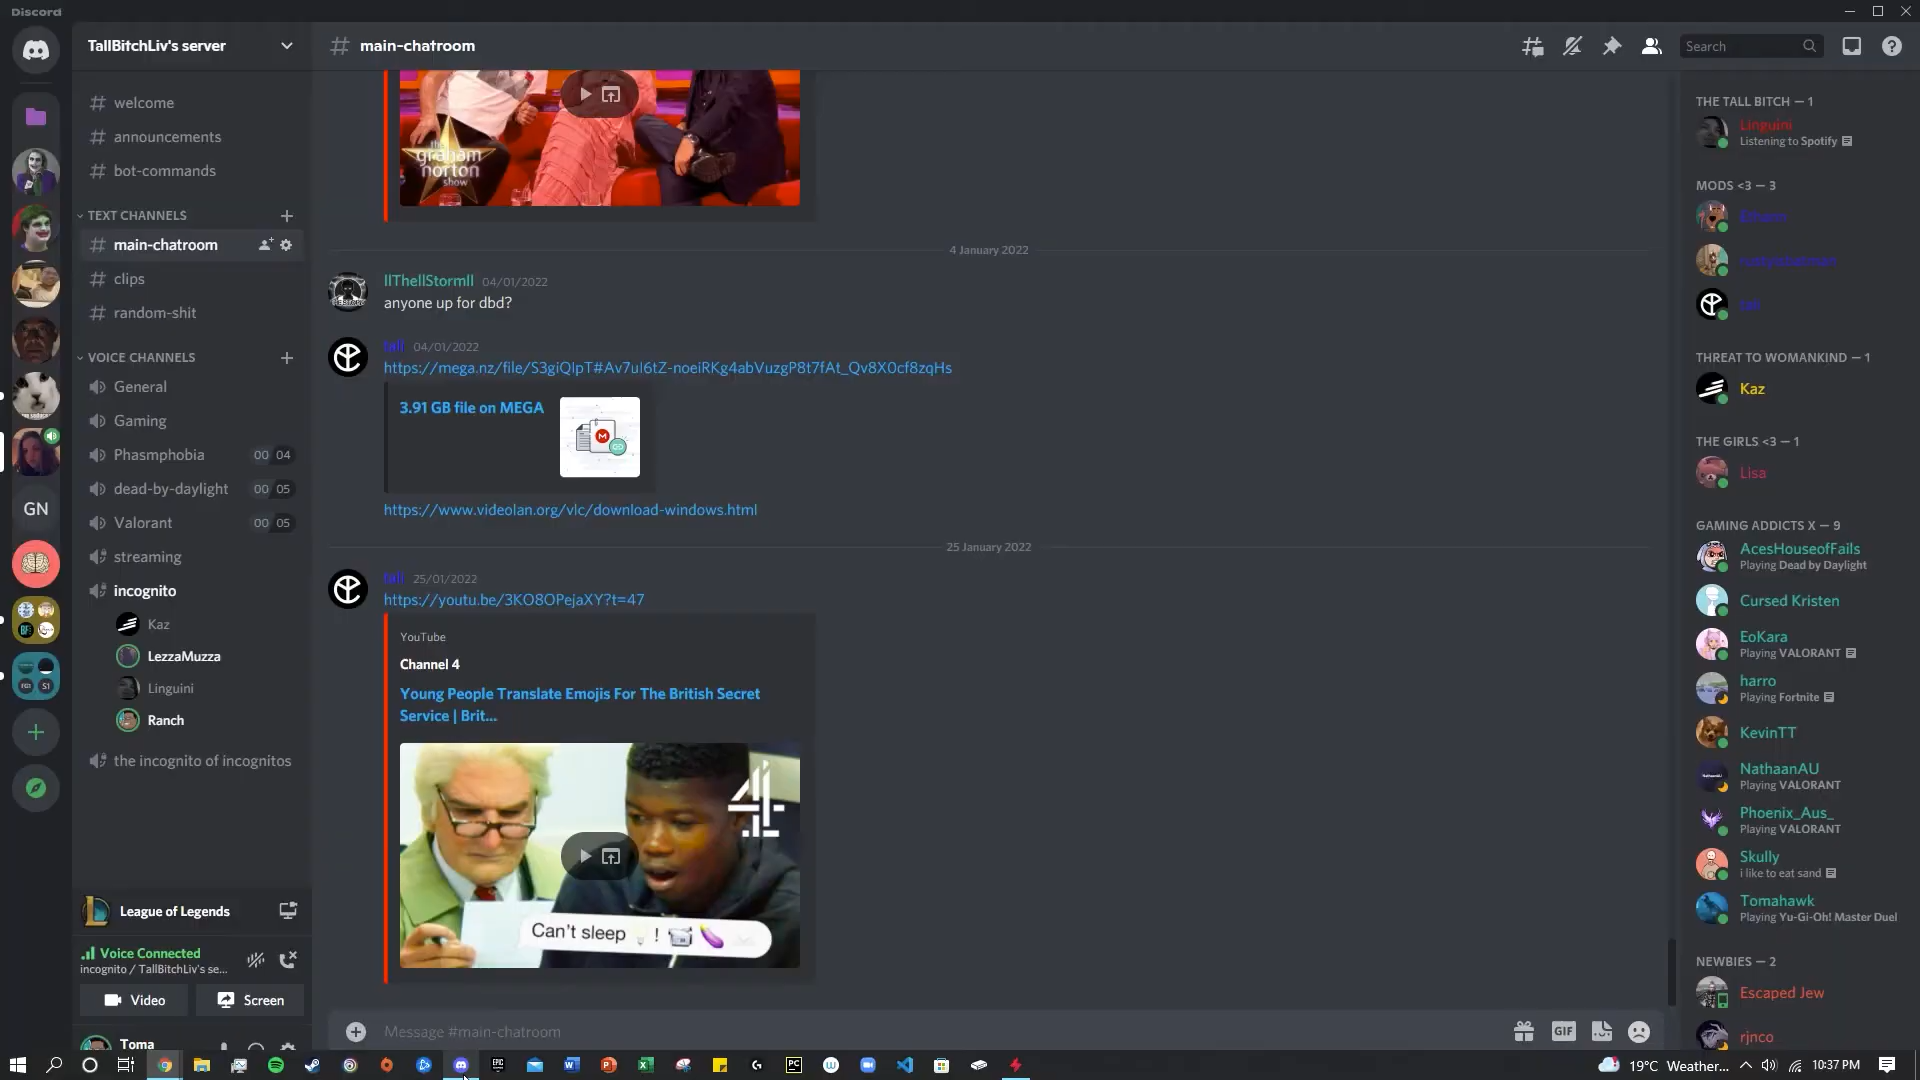 Discord
TallBitchLiv's server
welcome
announcements
bot-commands
TEXT CHANNELS
main-chatroom
clips
random-shit
VOICE CHANNELS
General
Gaming
Phasmphobia 00 04
dead-by-daylight 00 05
Valorant 00 05
streaming
incognito
Kaz
LezzaMuzza
Linguini
Ranch
the incognito of incognitos
League of Legends
Voice Connected
incognito / TallBitchLiv's se...
Video
Screen
Toma
GN
main-chatroom
Search
the
graham
norton
show
4 January 2022
llThellStormll 04/01/2022
anyone up for dbd?
tall 04/01/2022
https://mega.nz/file/S3giQIpT#Av7uI6tZ-noeiRKg4abVuzgP8t7fAt_Qv8X0cf8zqHs
3.91 GB file on MEGA
https://www.videolan.org/vlc/download-windows.html
25 January 2022
tall 25/01/2022
https://youtu.be/3KO8OPejaXY?t=47
YouTube
Channel 4
Young People Translate Emojis For The British Secret
Service | Brit...
Can't sleep !
Message #main-chatroom
GIF
THE TALL BITCH — 1
Linguini
Listening to Spotify
MODS <3 — 3
THREAT TO WOMANKIND — 1
Kaz
THE GIRLS <3 — 1
Lisa
GAMING ADDICTS X — 9
AcesHouseofFails
Playing Dead by Daylight
Cursed Kristen
EoKara
Playing VALORANT
harro
Playing Fortnite
KevinTT
NathaanAU
Playing VALORANT
Phoenix_Aus_
Playing VALORANT
Skully
i like to eat sand
Tomahawk
Playing Yu-Gi-Oh! Master Duel
NEWBIES — 2
Escaped Jew
rjnco
19°C Weather...
10:37 PM